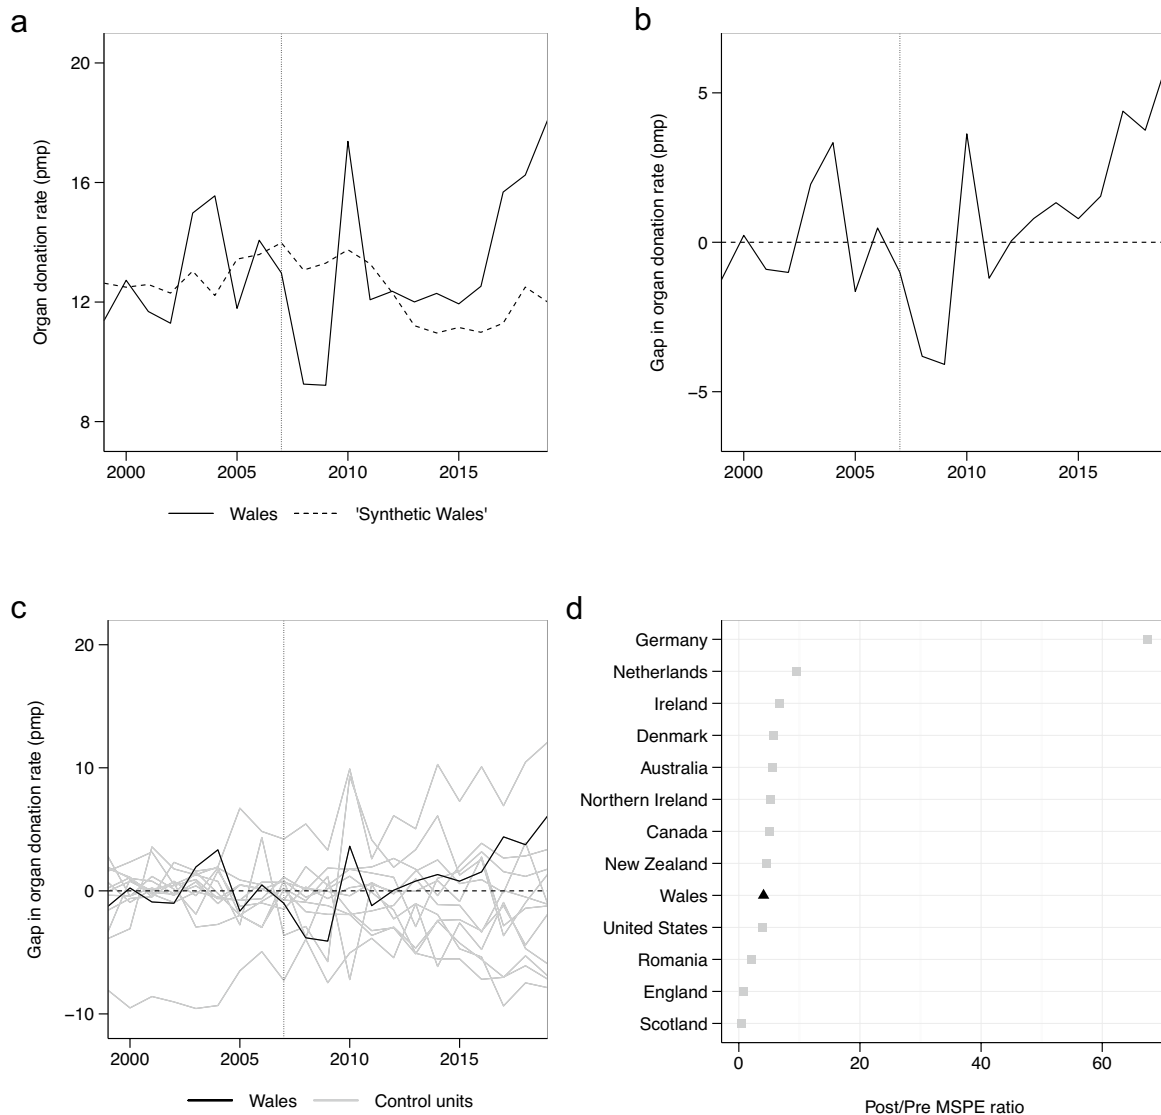 a
Organ donation rate (pmp)
20
16
12
8
2000 2005 2010 2015
Wales 'Synthetic Wales'
b
Gap in organ donation rate (pmp)
5
0
−5
2000 2005 2010 2015
c
Gap in organ donation rate (pmp)
20
10
0
−10
2000 2005 2010 2015
Wales Control units
d
Germany
Netherlands
Ireland
Denmark
Australia
Northern Ireland
Canada
New Zealand
Wales
United States
Romania
England
Scotland
0 20 40 60
Post/Pre MSPE ratio